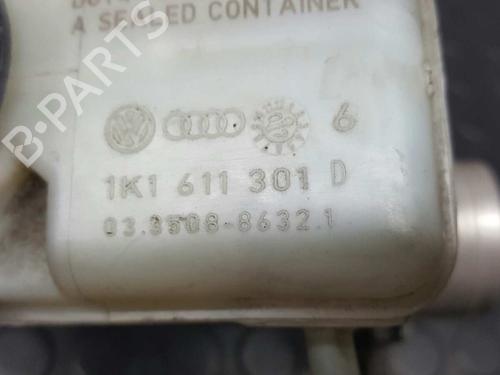 A SEALED CONTAINER
6
1K1 611 301 D
03.3508-8632.1
B-PARTS